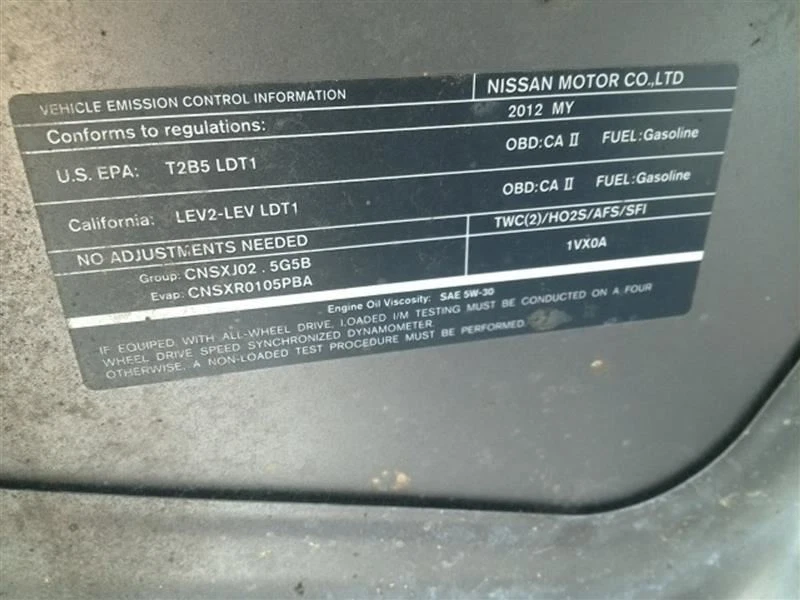 VEHICLE EMISSION CONTROL INFORMATION
NISSAN MOTOR CO.,LTD
Conforms to regulations:
2012 MY
U.S. EPA: T2B5 LDT1
OBD:CA II FUEL:Gasoline
California: LEV2-LEV LDT1
OBD:CA II FUEL:Gasoline
NO ADJUSTMENTS NEEDED
TWC(2)/HO2S/AFS/SFI
Group: CNSXJ02 . 5G5B
1VX0A
Evap: CNSXR0105PBA
Engine Oil Viscosity: SAE 5W-30
IF EQUIPED, WITH ALL-WHEEL DRIVE, LOADED I/M TESTING MUST BE CONDUCTED ON A FOUR
WHEEL DRIVE SPEED SYNCHRONIZED DYNAMOMETER.
OTHERWISE, A NON-LOADED TEST PROCEDURE MUST BE PERFORMED.